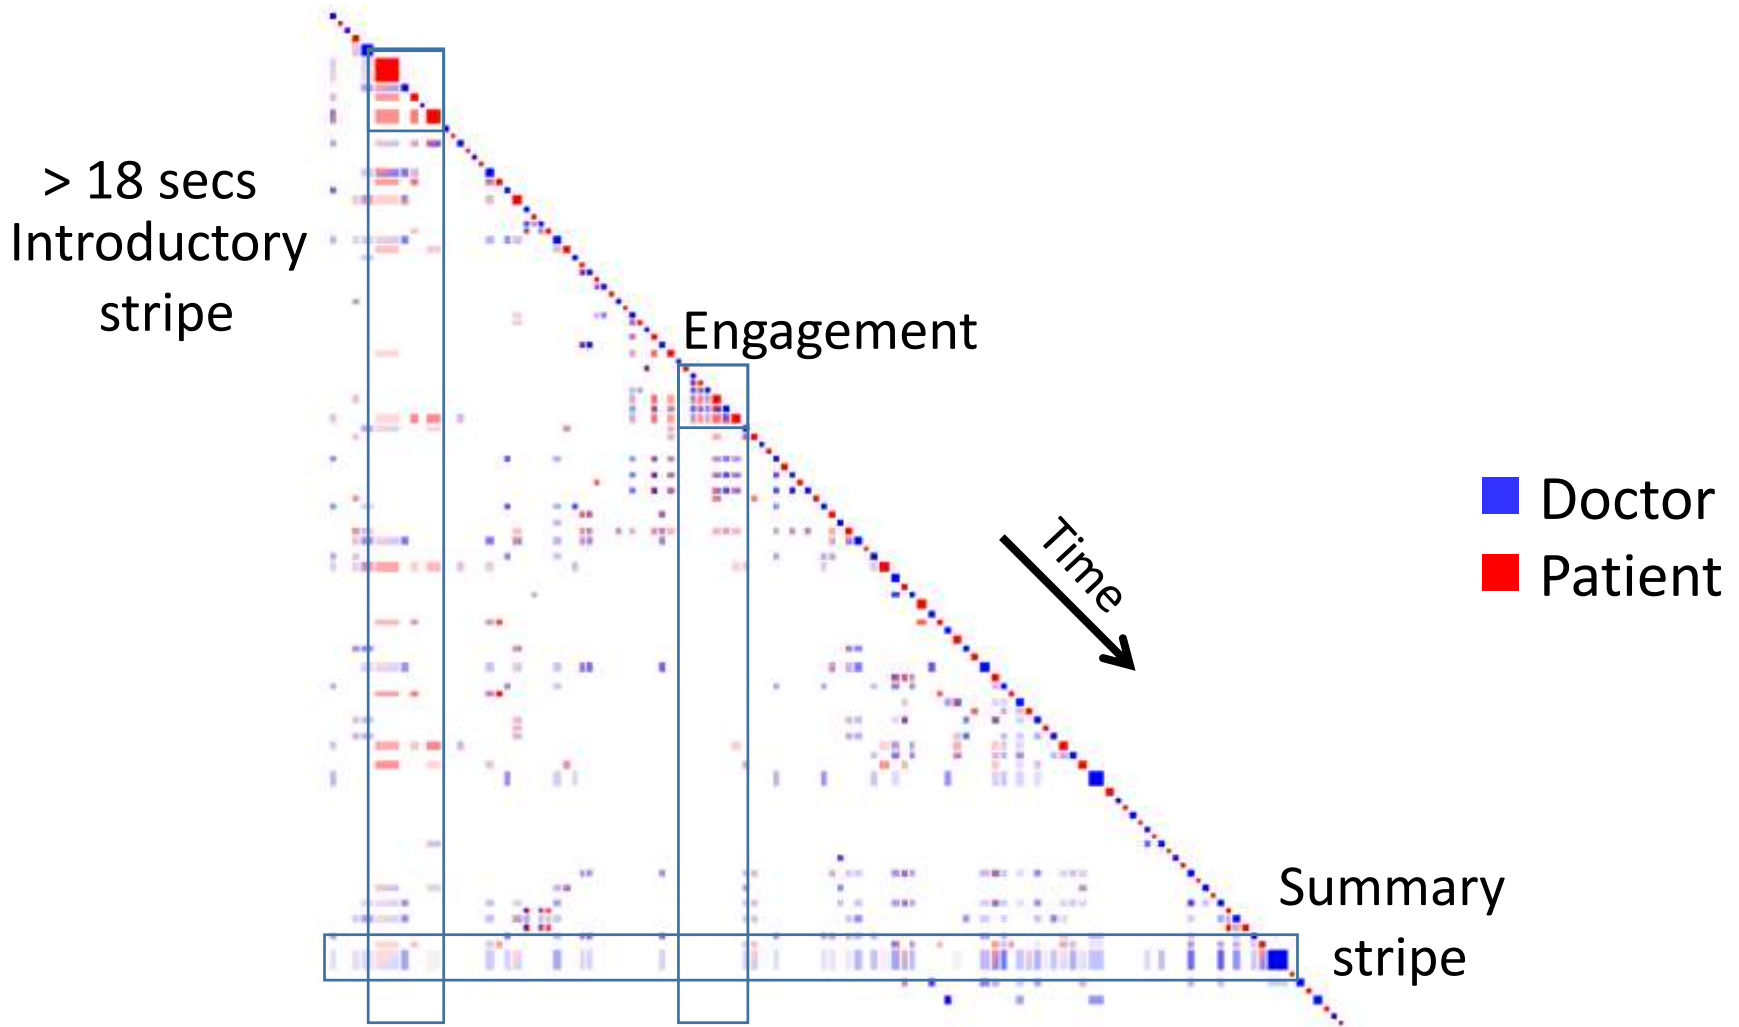 > 18 secs
Introductory
stripe
Engagement
Time
Doctor
Patient
Summary
stripe